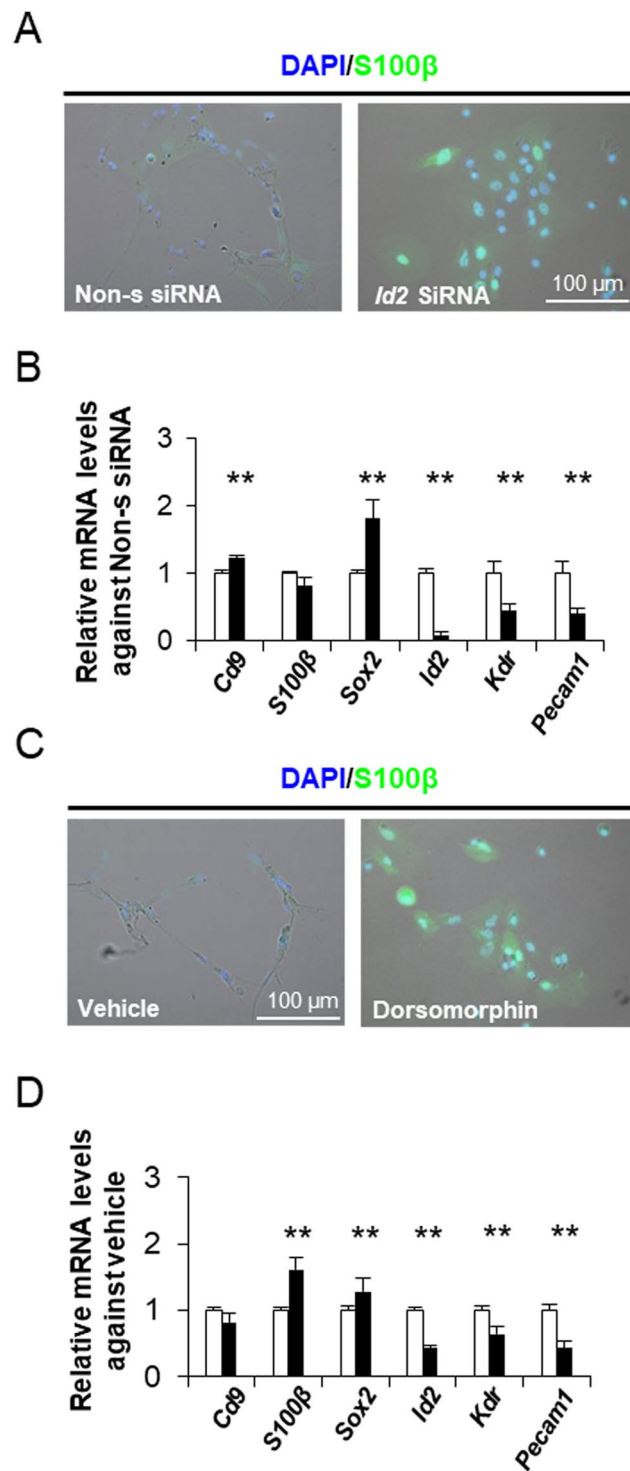 A
DAPI/S100β
Non-s siRNA
Id2 SiRNA
100 µm
B
Relative mRNA levels
against Non-s siRNA
3
2
1
0
**
**
**
**
**
Cd9
S100β
Sox2
Id2
Kdr
Pecam1
C
DAPI/S100β
Vehicle
100 µm
Dorsomorphin
D
Relative mRNA levels
against vehicle
3
2
1
0
**
**
**
**
**
Cd9
S100β
Sox2
Id2
Kdr
Pecam1